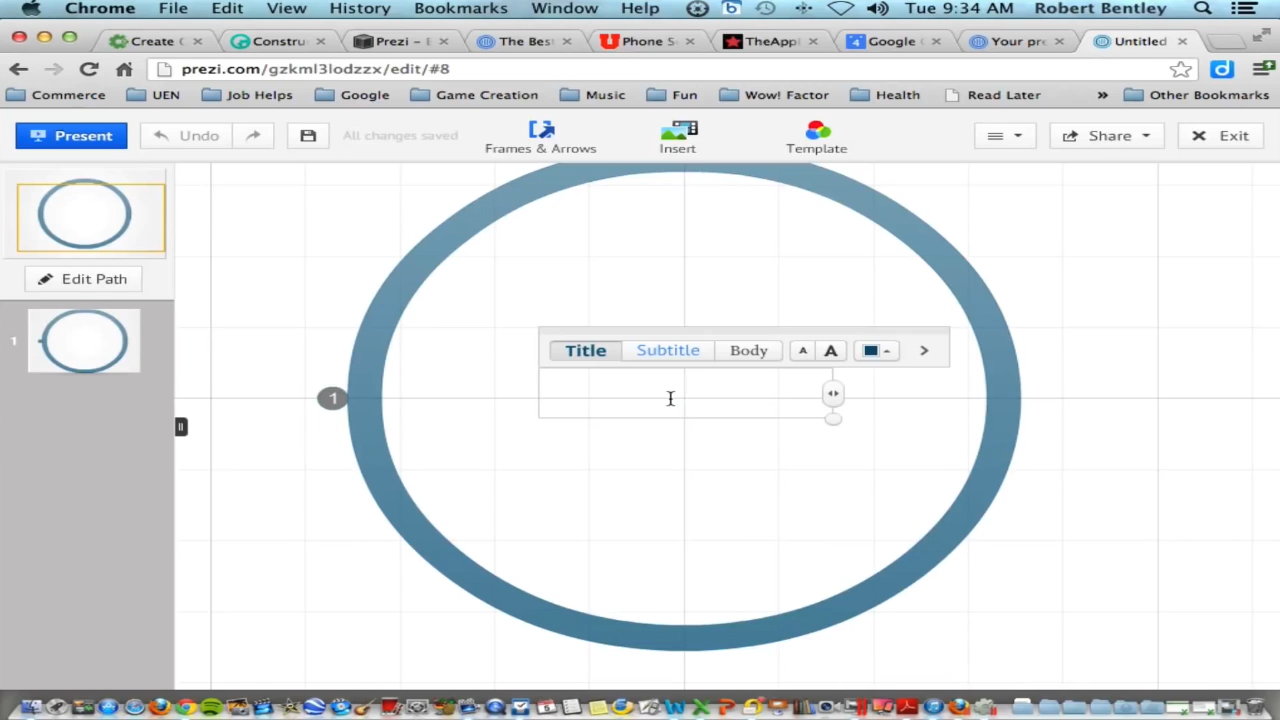 Chrome File Edit View History Bookmarks Window Help Tue 9:34 AM Robert Bentley
Create Constru Prezi - The Bes Phone S TheAppl Google Your pre Untitled
prezi.com/gzkml3lodzzx/edit/#8
Commerce UEN Job Helps Google Game Creation Music Fun Wow! Factor Health Read Later » Other Bookmarks
Present Undo All changes saved Frames & Arrows Insert Template Share Exit
Edit Path
1
Title Subtitle Body A A
1